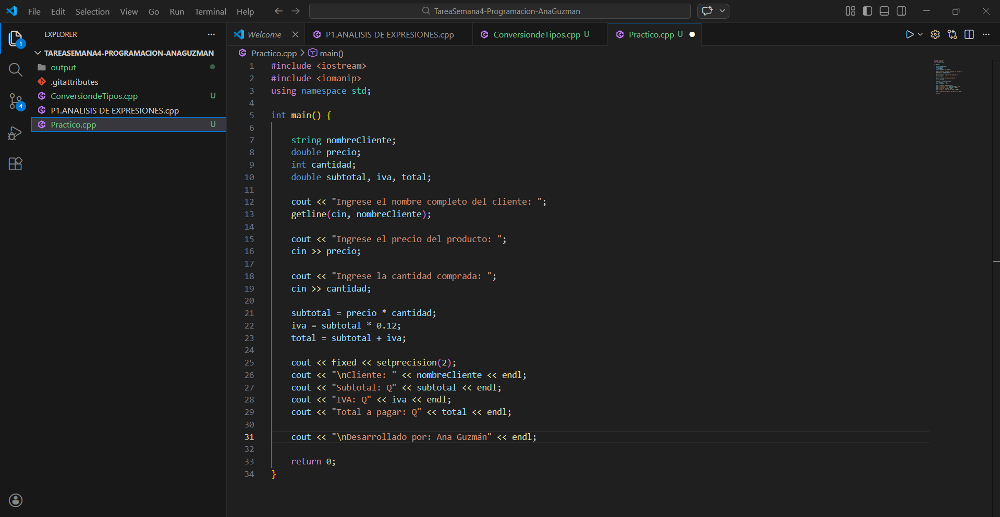 File Edit Selection View Go Run Terminal Help
TareaSemana4-Programacion-AnaGuzman
EXPLORER
Welcome
P1.ANALISIS DE EXPRESIONES.cpp
ConversiondeTipos.cpp U
Practico.cpp U
1
4
TAREASEMANA4-PROGRAMACION-ANAGUZMAN
output
.gitattributes
ConversiondeTipos.cpp U
P1.ANALISIS DE EXPRESIONES.cpp
Practico.cpp U
Practico.cpp > main()
1 #include <iostream>
2 #include <iomanip>
3 using namespace std;
4
5 int main() {
6
7 string nombreCliente;
8 double precio;
9 int cantidad;
10 double subtotal, iva, total;
11
12 cout << "Ingrese el nombre completo del cliente: ";
13 getline(cin, nombreCliente);
14
15 cout << "Ingrese el precio del producto: ";
16 cin >> precio;
17
18 cout << "Ingrese la cantidad comprada: ";
19 cin >> cantidad;
20
21 subtotal = precio * cantidad;
22 iva = subtotal * 0.12;
23 total = subtotal + iva;
24
25 cout << fixed << setprecision(2);
26 cout << "\nCliente: " << nombreCliente << endl;
27 cout << "Subtotal: Q" << subtotal << endl;
28 cout << "IVA: Q" << iva << endl;
29 cout << "Total a pagar: Q" << total << endl;
30
31 cout << "\nDesarrollado por: Ana Guzmán" << endl;
32
33 return 0;
34 }